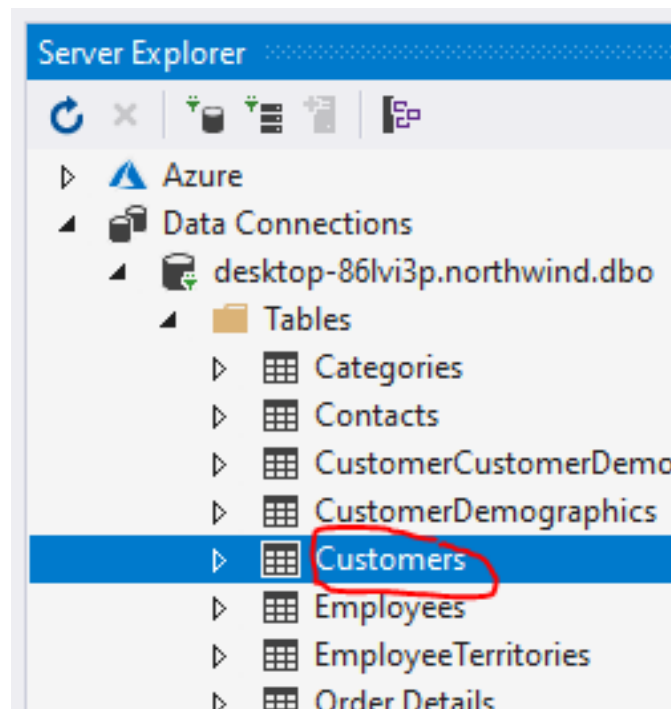 Server Explorer
Azure
Data Connections
desktop-86lvi3p.northwind.dbo
Tables
Categories
Contacts
CustomerCustomerDemo
CustomerDemographics
Customers
Employees
EmployeeTerritories
Order Details